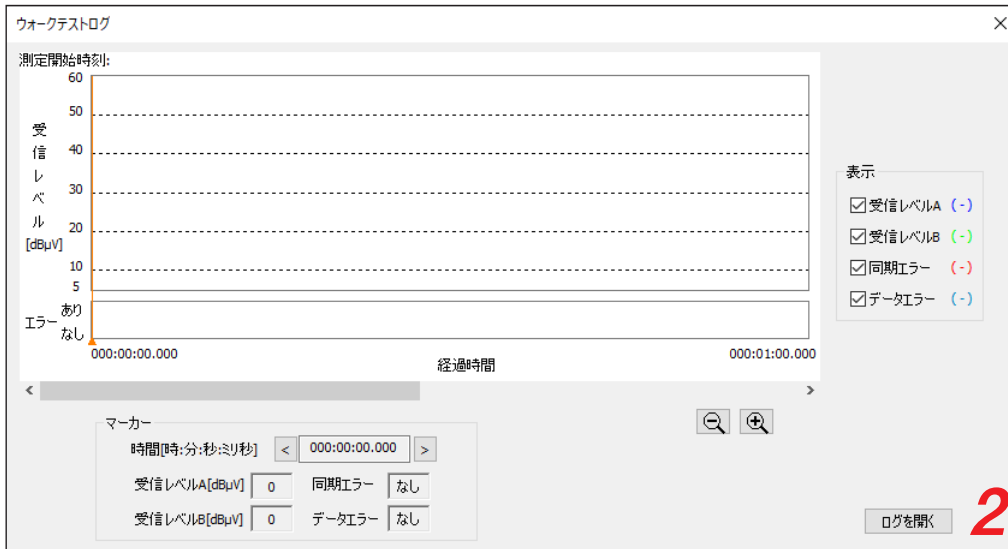 ウォークテストログ
測定開始時刻:
60
50
40
30
20
10
5
受信レベル
[dBμV]
エラー
あり
なし
000:00:00.000
経過時間
000:01:00.000
表示
受信レベルA (-)
受信レベルB (-)
同期エラー (-)
データエラー (-)
マーカー
時間[時:分:秒:ミリ秒] < 000:00:00.000 >
受信レベルA[dBμV] 0 同期エラー なし
受信レベルB[dBμV] 0 データエラー なし
ログを開く
2